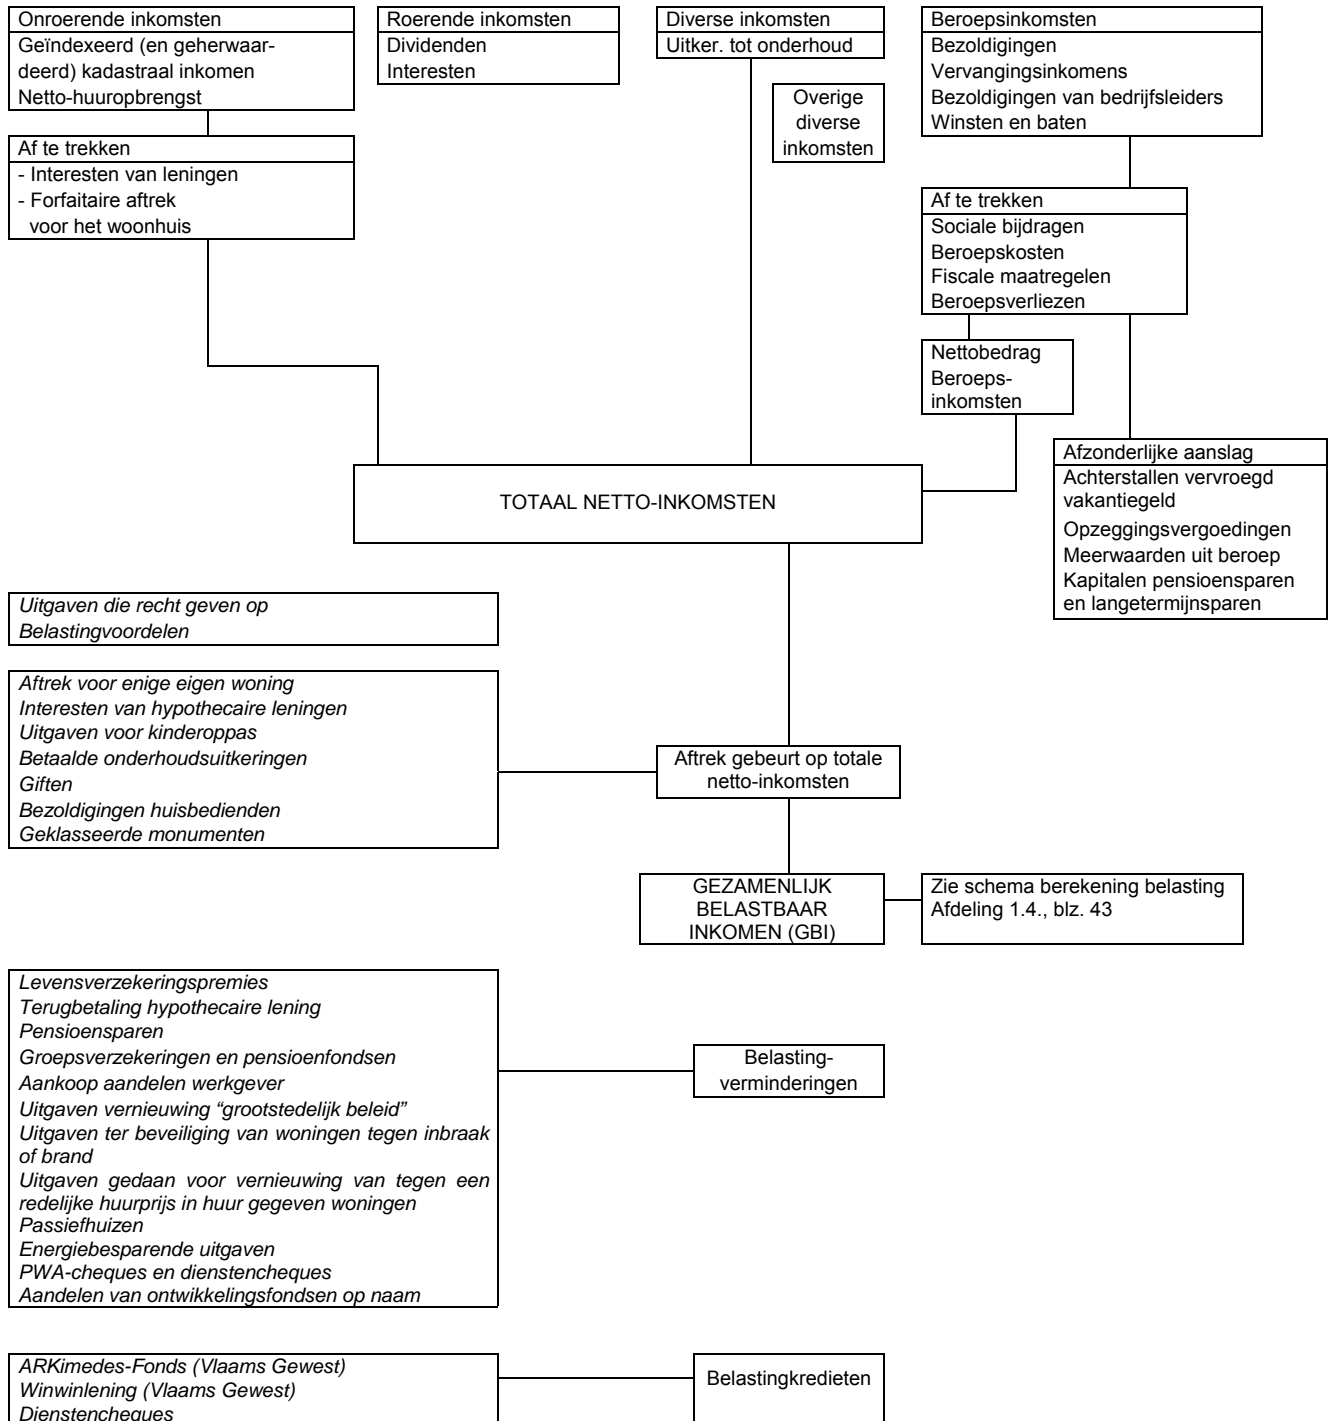 Onroerende inkomsten
Geïndexeerd (en geherwaar-
deerd) kadastraal inkomen
Netto-huuropbrengst
Af te trekken
- Interesten van leningen
- Forfaitaire aftrek
voor het woonhuis
Roerende inkomsten
Dividenden
Interesten
Diverse inkomsten
Uitker. tot onderhoud
Overige
diverse
inkomsten
Beroepsinkomsten
Bezoldigingen
Vervangingsinkomens
Bezoldigingen van bedrijfsleiders
Winsten en baten
Af te trekken
Sociale bijdragen
Beroepskosten
Fiscale maatregelen
Beroepsverliezen
Nettobedrag
Beroeps-
inkomsten
Afzonderlijke aanslag
Achterstallen vervroegd
vakantiegeld
Opzeggingsvergoedingen
Meerwaarden uit beroep
Kapitalen pensioensparen
en langetermijnsparen
TOTAAL NETTO-INKOMSTEN
Uitgaven die recht geven op
Belastingvoordelen
Aftrek voor enige eigen woning
Interesten van hypothecaire leningen
Uitgaven voor kinderoppas
Betaalde onderhoudsuitkeringen
Giften
Bezoldigingen huisbedienden
Geklasseerde monumenten
Aftrek gebeurt op totale
netto-inkomsten
GEZAMENLIJK
BELASTBAAR
INKOMEN (GBI)
Zie schema berekening belasting
Afdeling 1.4., blz. 43
Levensverzekeringspremies
Terugbetaling hypothecaire lening
Pensioensparen
Groepsverzekeringen en pensioenfondsen
Aankoop aandelen werkgever
Uitgaven vernieuwing “grootstedelijk beleid”
Uitgaven ter beveiliging van woningen tegen inbraak
of brand
Uitgaven gedaan voor vernieuwing van tegen een
redelijke huurprijs in huur gegeven woningen
Passiefhuizen
Energiebesparende uitgaven
PWA-cheques en dienstencheques
Aandelen van ontwikkelingsfondsen op naam
Belasting-
verminderingen
ARKimedes-Fonds (Vlaams Gewest)
Winwinlening (Vlaams Gewest)
Dienstencheques
Belastingkredieten